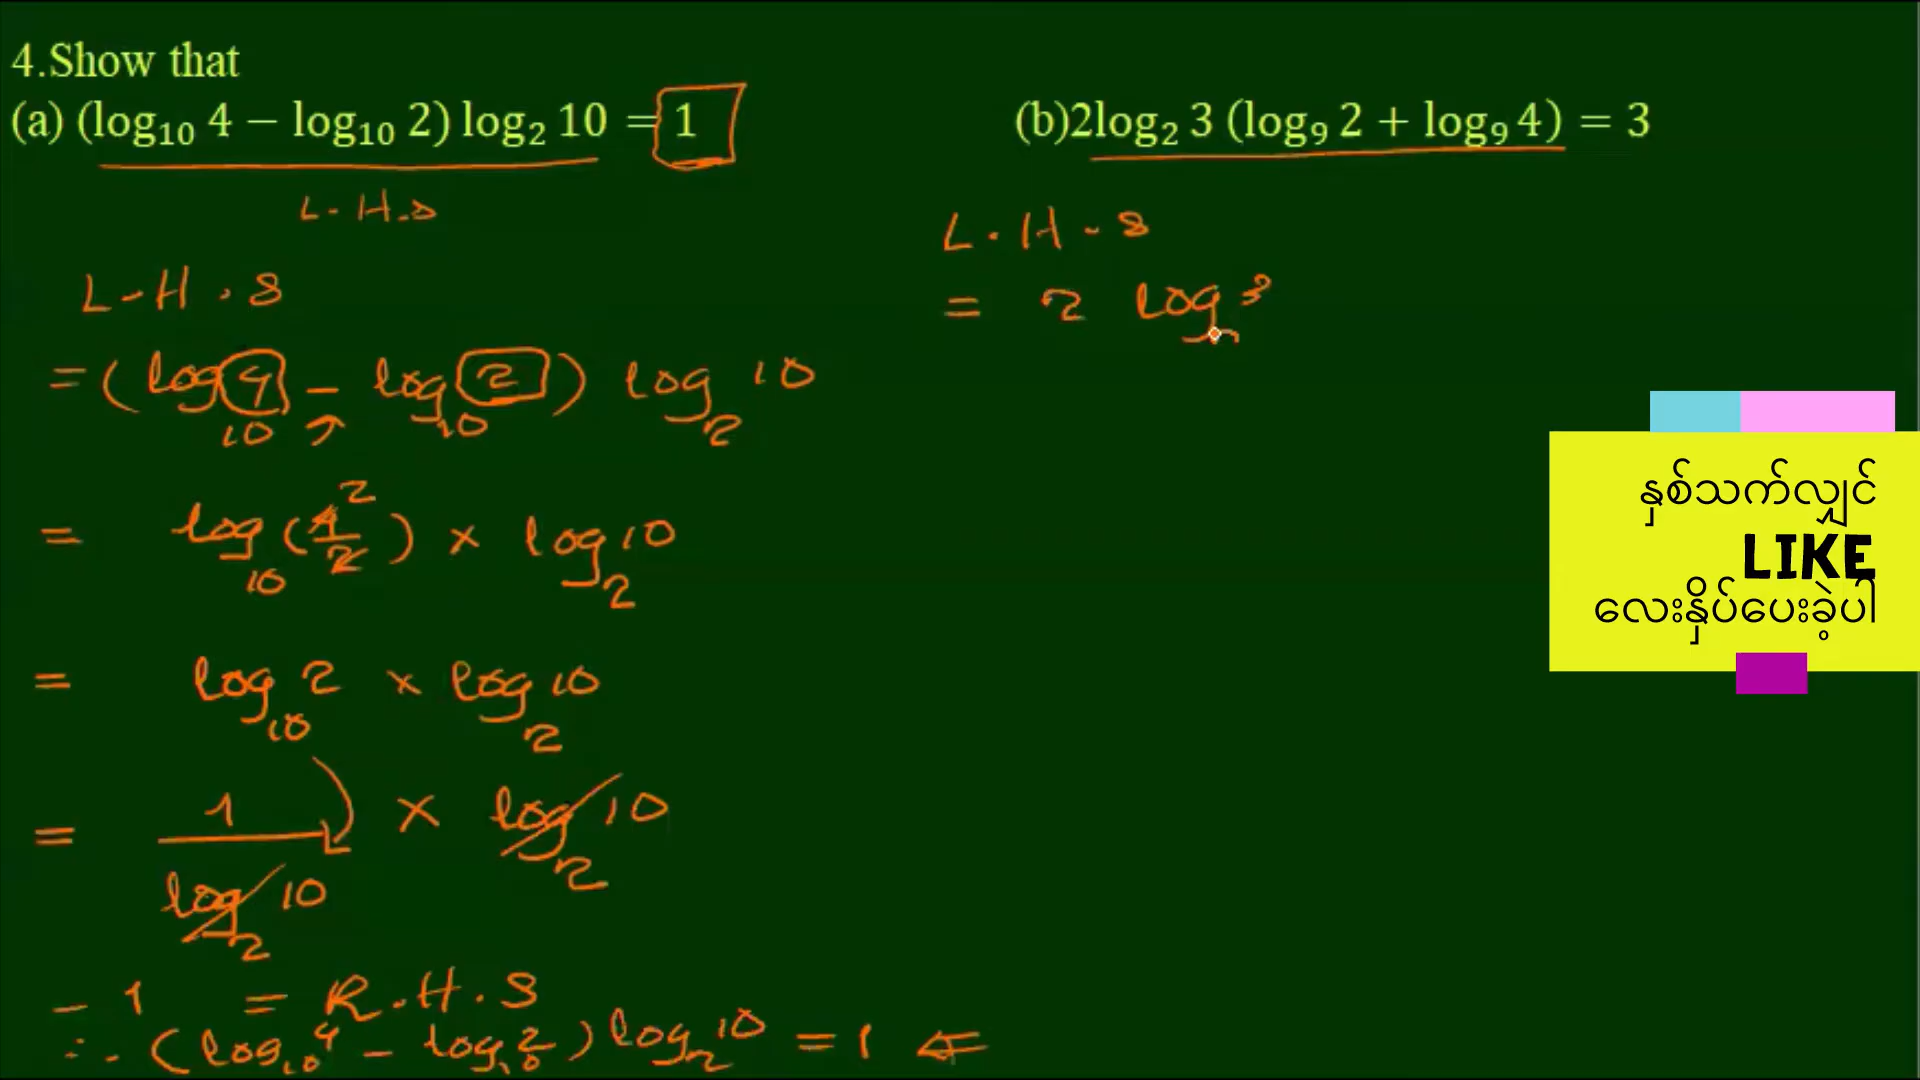 4.Show that
(a) (log₁₀ 4 − log₁₀ 2) log₂ 10 = 1
L.H.S
L-H.S
= (log₁₀ 4 − log₁₀ 2) log₂ 10
= log₁₀ (4/2) 2 × log₂ 10
= log₁₀ 2 × log₂ 10
= 1/log₂ 10 × log₂ 10
= 1 = R.H.S
∴ (log₁₀ 4 − log₁₀ 2) log₂ 10 = 1
(b)2log₂ 3 (log₉ 2 + log₉ 4) = 3
L.H.S
= 2 log₂ 3
နှစ်သက်လျှင်
LIKE
လေးနှိပ်ပေးခဲ့ပါ